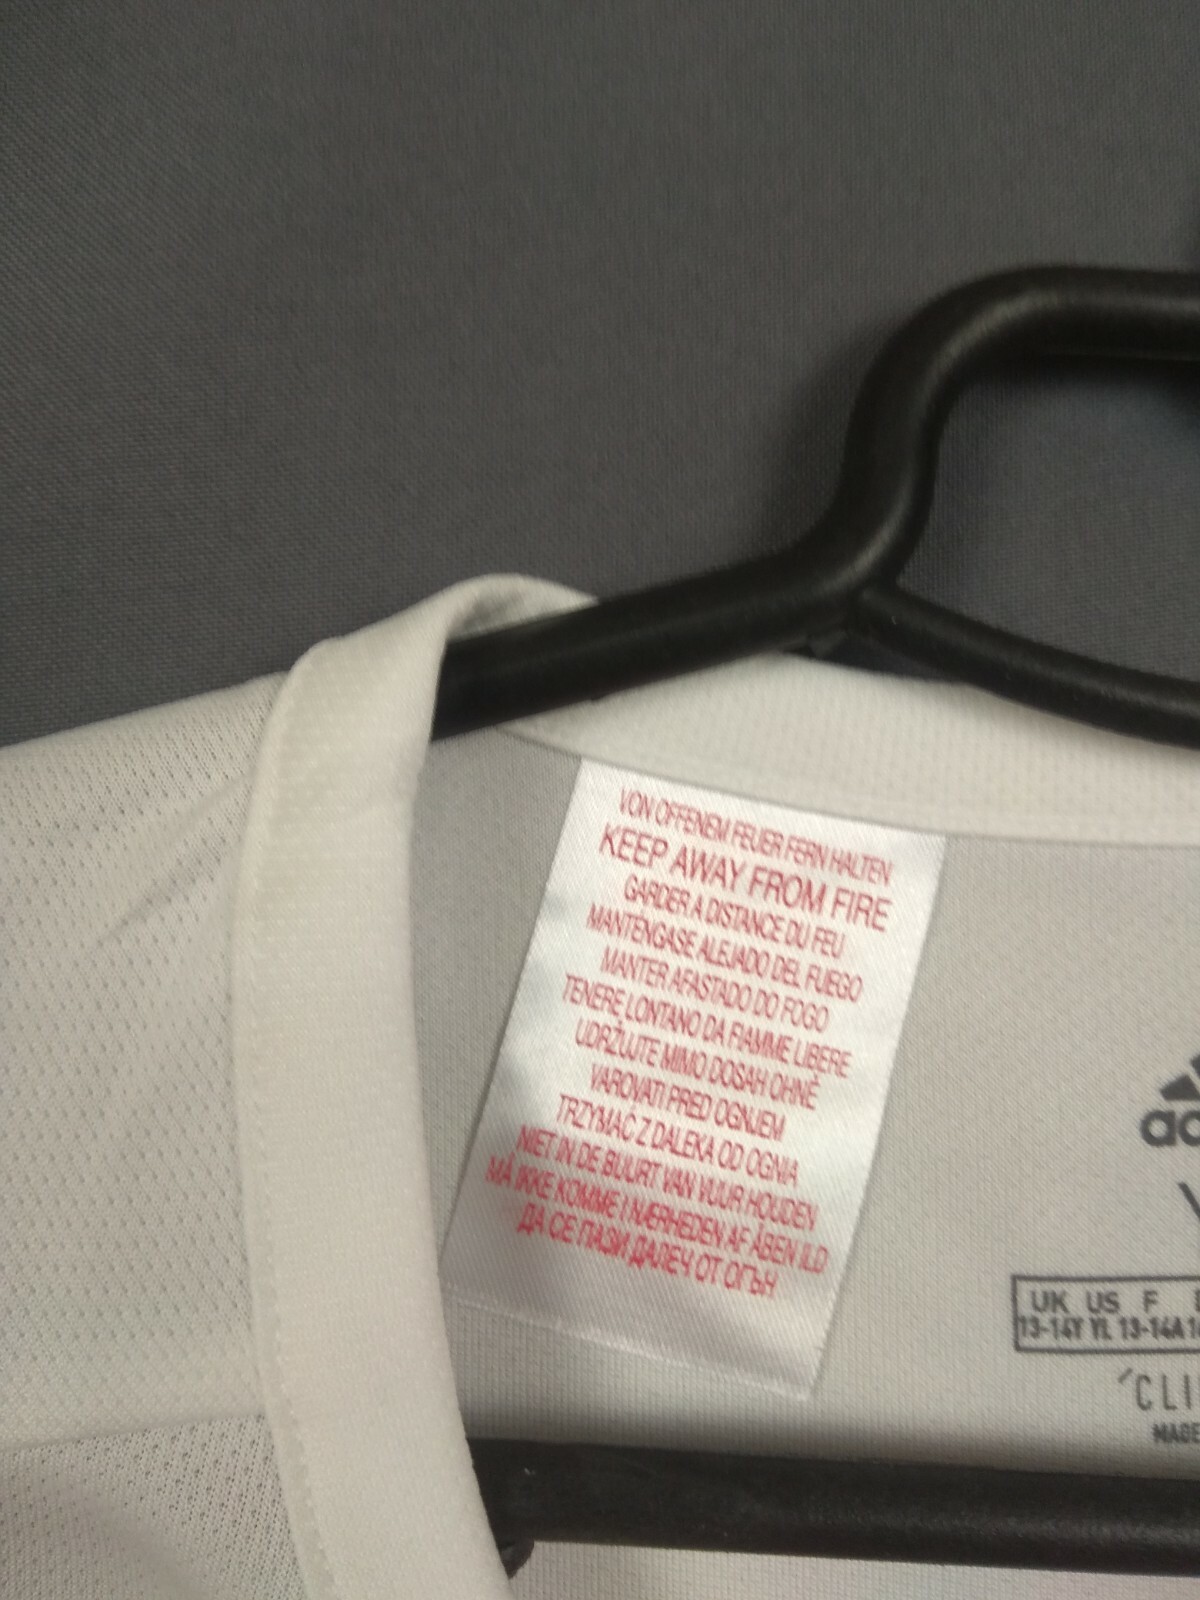 VON OFFENEM FEUER FERN HALTEN
KEEP AWAY FROM FIRE
GARDER A DISTANCE DU FEU
MANTÉNGASE ALEJADO DEL FUEGO
MANTER AFASTADO DO FOGO
TENERE LONTANO DA FIAMME LIBERE
UDRŽUJTE MIMO DOSAH OHNĚ
VAROVATI PRED OGNJEM
TRZYMAĆ Z DALEKA OD OGNIA
NIET IN DE BUURT VAN VUUR HOUDEN
MÅ IKKE KOMME I NÆRHEDEN AF ÅBEN ILD
ДА СЕ ПАЗИ ДАЛЕЧ ОТ ОГЪН
UK US F
13-14Y YL 13-14A
CLI
MADE